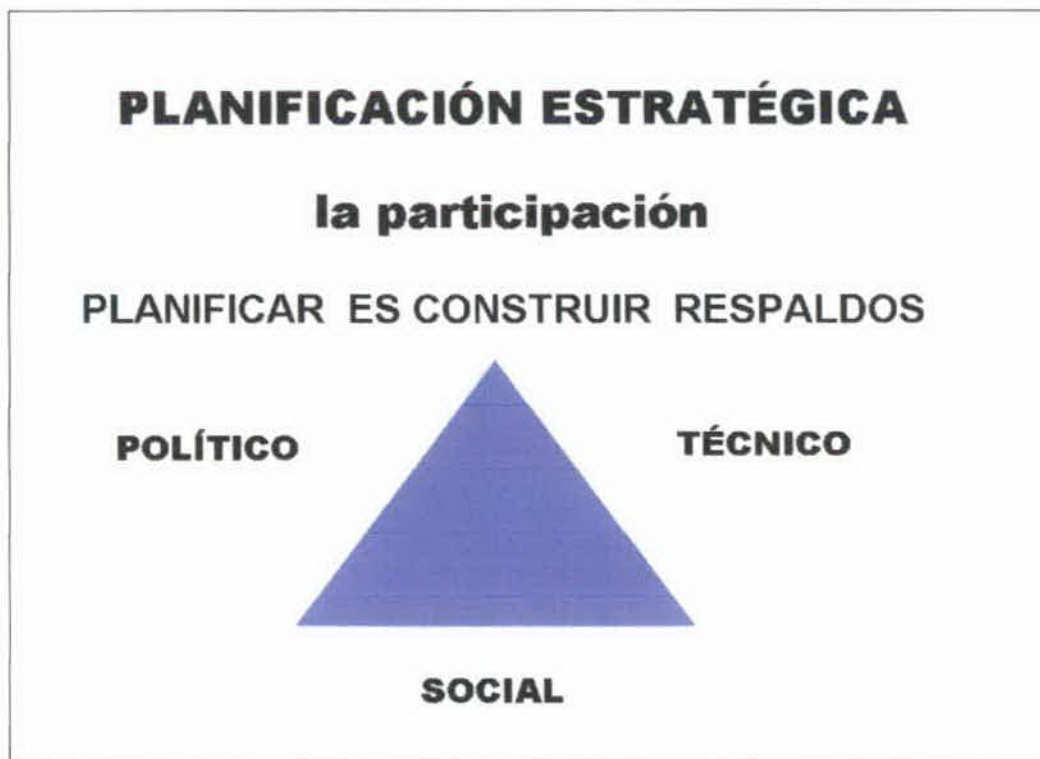 PLANIFICACIÓN ESTRATÉGICA
la participación
PLANIFICAR ES CONSTRUIR RESPALDOS
POLÍTICO
TÉCNICO
SOCIAL